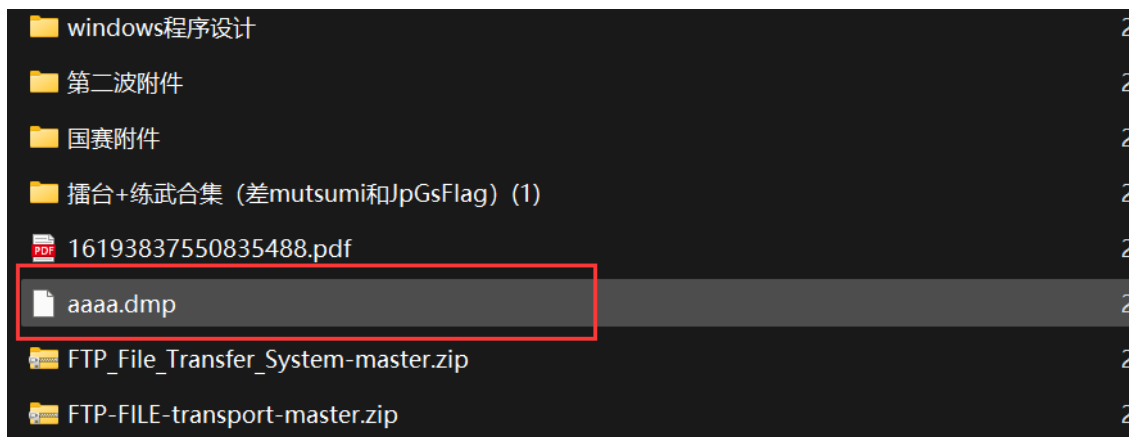 windows程序设计
第二波附件
国赛附件
擂台+练武合集（差mutsumi和JpGsFlag）(1)
PDF 16193837550835488.pdf
aaaa.dmp
FTP_File_Transfer_System-master.zip
FTP-FILE-transport-master.zip